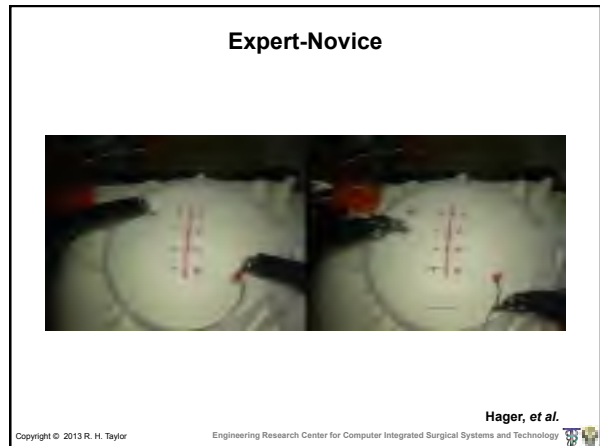 Expert-Novice
Hager, et al.
Copyright © 2013 R. H. Taylor
Engineering Research Center for Computer Integrated Surgical Systems and Technology